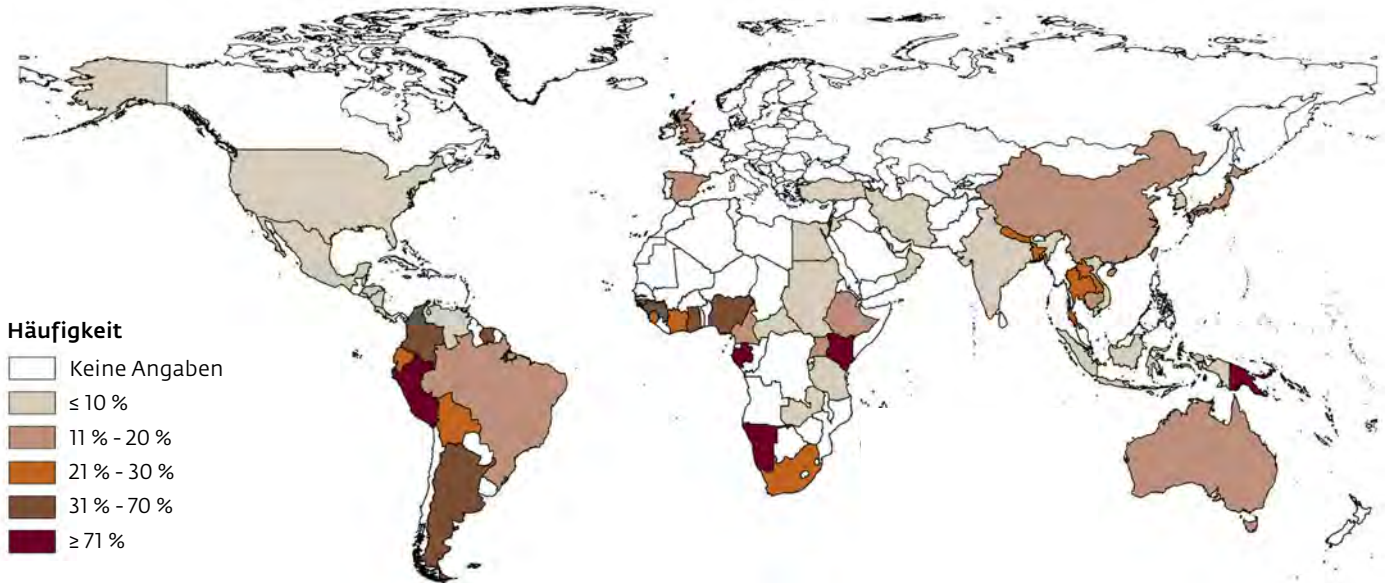 Häufigkeit
Keine Angaben
≤ 10 %
11 % - 20 %
21 % - 30 %
31 % - 70 %
≥ 71 %